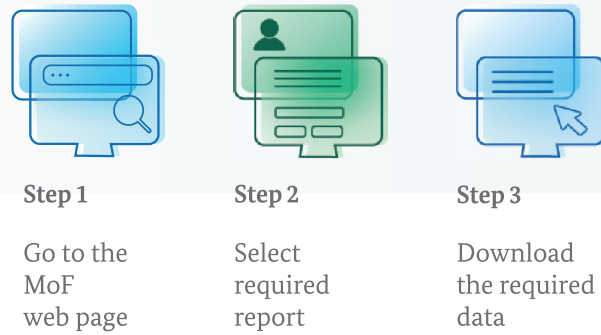 Step 1
Go to the
MoF
web page
Step 2
Select
required
report
Step 3
Download
the required
data